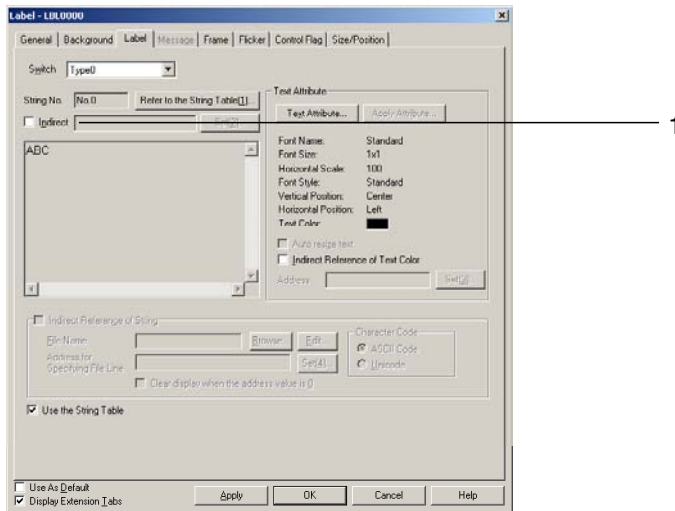 Label - LBL0000
General Background Label Message Frame Flicker Control Flag Size/Position
Switch Type0
Text Attribute
String No. No.0 Refer to the String Table[1]...
Text Attribute... Apply Attribute...
Indirect Set[2]... 1
ABC
Font Name: Standard
Font Size: 1x1
Horizontal Scale: 100
Font Style: Standard
Vertical Position: Center
Horizontal Position: Left
Text Color:
Auto resize text
Indirect Reference of Text Color
Address Set[3]...
Indirect Reference of String
Character Code
File Name Browse... Edit...
ASCII Code
Address for
Specifying File Line Set[4]...
Unicode
Clear display when the address value is 0
Use the String Table
Use As Default
Display Extension Tabs
Apply OK Cancel Help